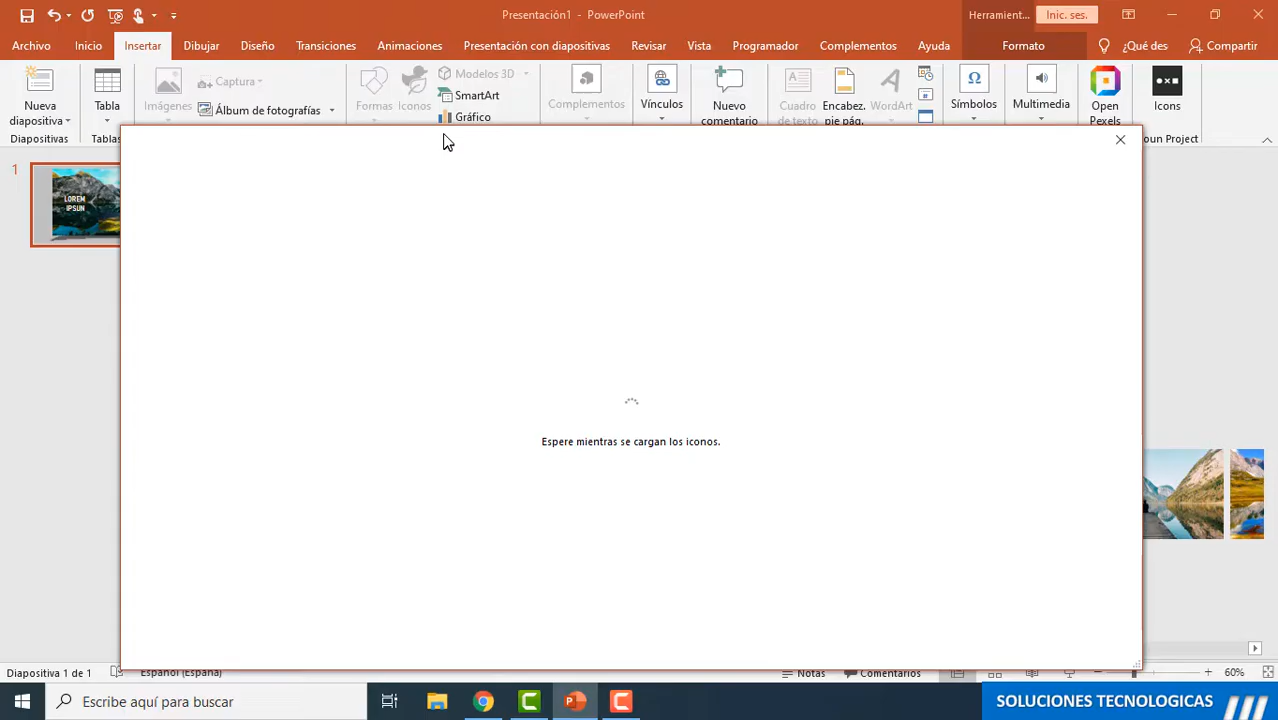 Presentación1 - PowerPoint
Herramient...
Inic. ses.
Archivo Inicio Insertar Dibujar Diseño Transiciones Animaciones Presentación con diapositivas Revisar Vista Programador Complementos Ayuda Formato ¿Qué des Compartir
Nueva
diapositiva
Diapositivas
Tabla
Tablas
Imágenes
Captura
Álbum de fotografías
Formas
Iconos
Modelos 3D
SmartArt
Gráfico
Complementos
Vínculos
Nuevo
comentario
Cuadro
de texto
Encabez.
pie pág.
WordArt
Símbolos
Multimedia
Open
Pexels
Icons
oun Project
1
LOREM
IPSUN
Espere mientras se cargan los iconos.
Diapositiva 1 de 1
Español (España)
Notas
Comentarios
60%
Escribe aquí para buscar
SOLUCIONES TECNOLOGICAS